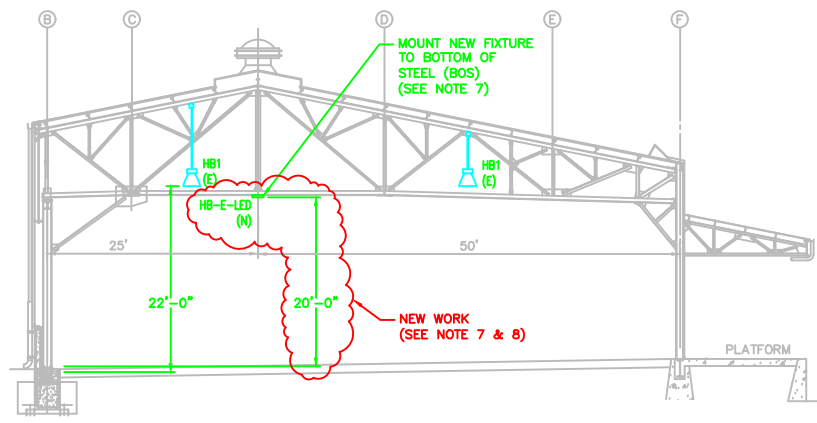 B
C
D
E
F
MOUNT NEW FIXTURE
TO BOTTOM OF
STEEL (BOS)
(SEE NOTE 7)
HB1
(E)
HB1
(E)
HB-E-LED
(N)
25'
50'
22'-0"
20'-0"
NEW WORK
(SEE NOTE 7 & 8)
PLATFORM